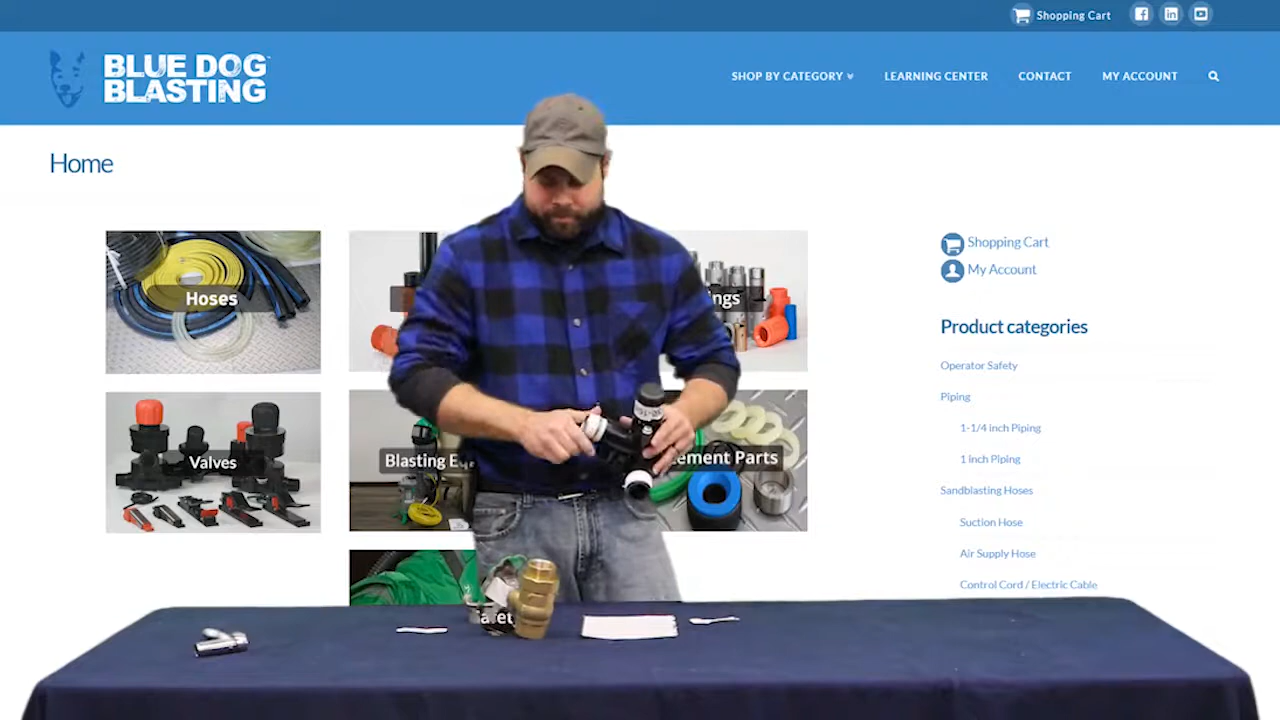 Shopping Cart
BLUE DOG
BLASTING
SHOP BY CATEGORY
LEARNING CENTER
CONTACT
MY ACCOUNT
Home
Hoses
ngs
Valves
Blasting E
ement Parts
afet
Shopping Cart
My Account
Product categories
Operator Safety
Piping
1-1/4 inch Piping
1 inch Piping
Sandblasting Hoses
Suction Hose
Air Supply Hose
Control Cord / Electric Cable